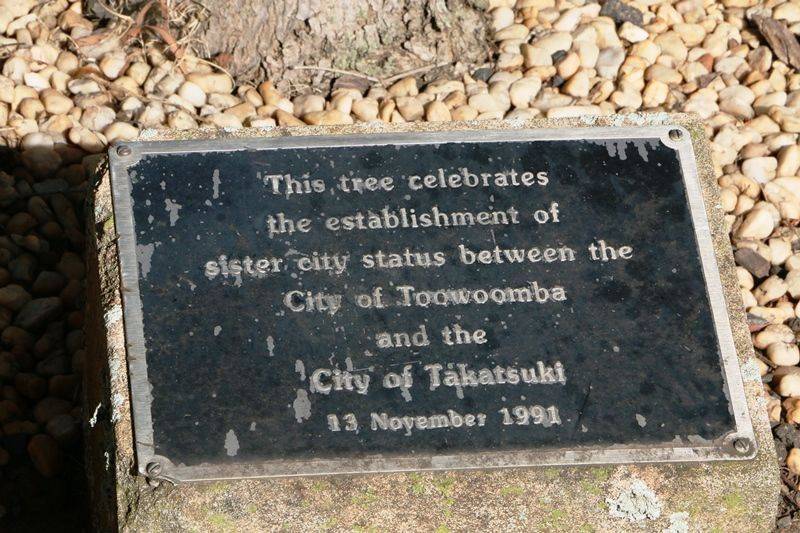 This tree celebrates
the establishment of
sister city status between the
City of Toowoomba
and the
City of Takatsuki
13 November 1991